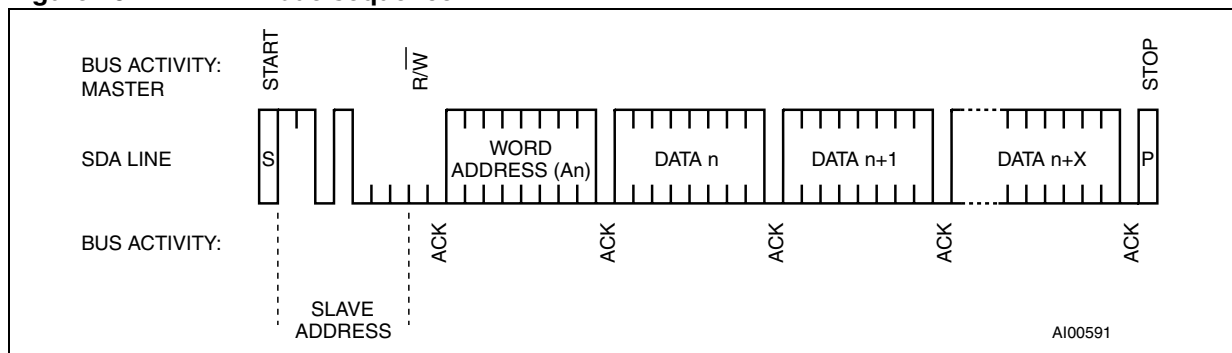 BUS ACTIVITY:
MASTER
START
R/W
STOP
SDA LINE
S
WORD
ADDRESS (An)
DATA n
DATA n+1
DATA n+X
P
BUS ACTIVITY:
ACK
ACK
ACK
ACK
ACK
SLAVE
ADDRESS
AI00591